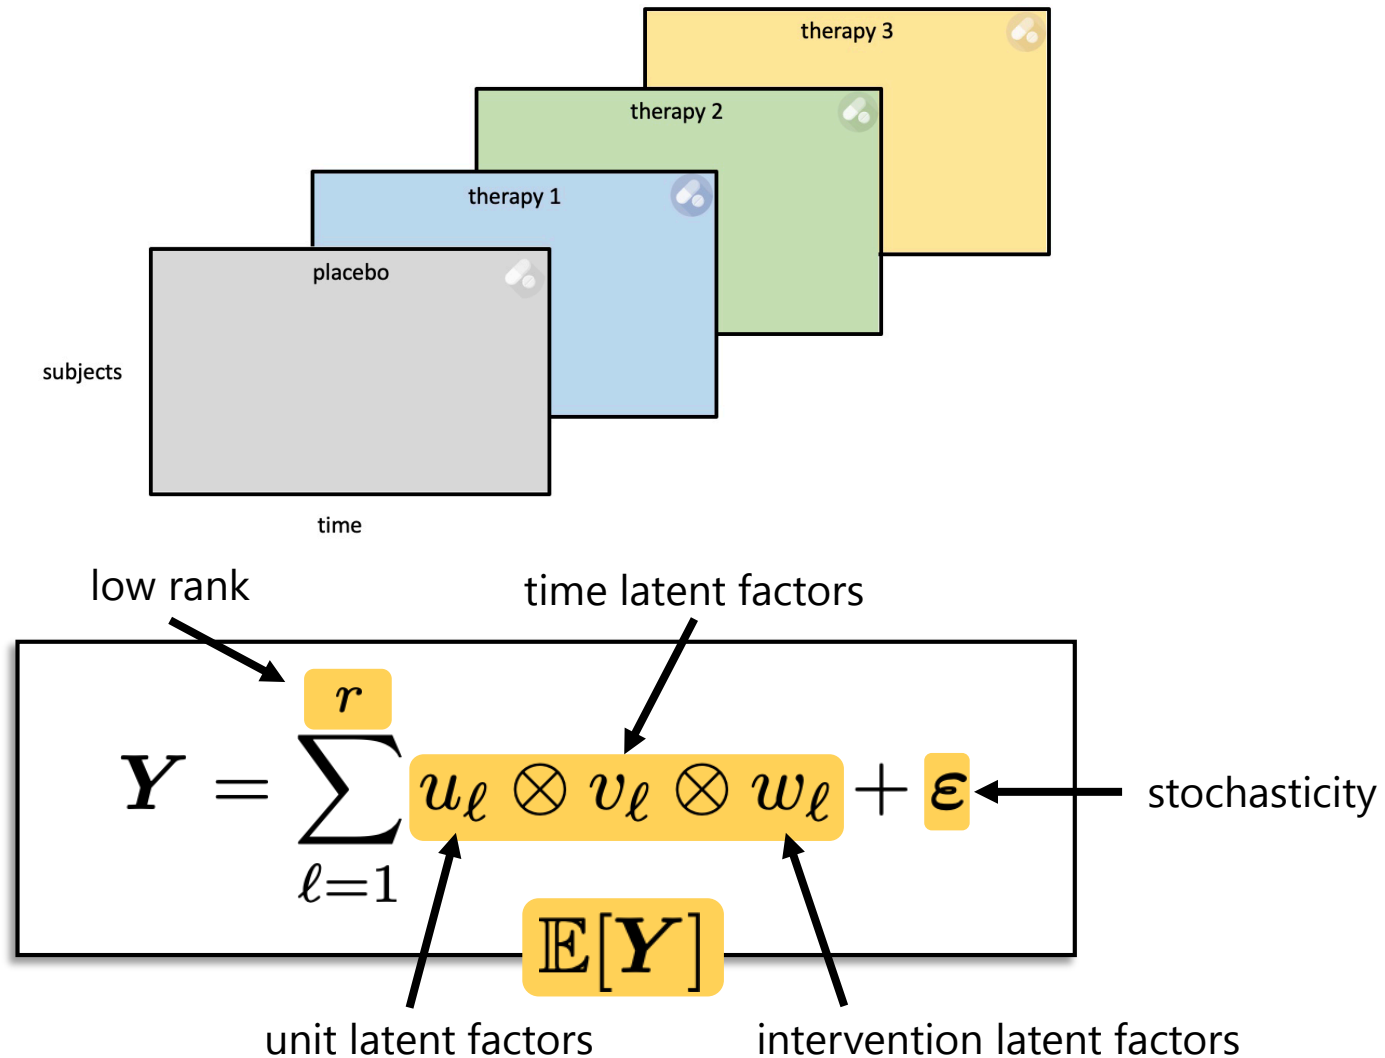 therapy 3
therapy 2
therapy 1
placebo
subjects
time
low rank
time latent factors
r
Y = ∑ u_ℓ ⊗ v_ℓ ⊗ w_ℓ + ε
ℓ=1
stochasticity
𝔼[Y]
unit latent factors
intervention latent factors